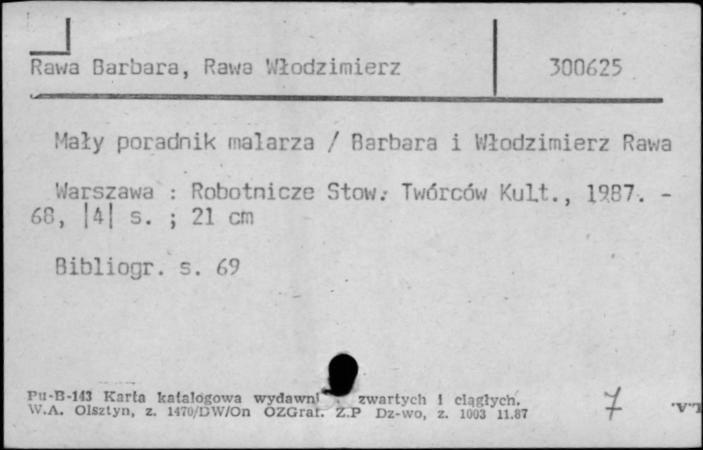 Rawa Barbara, Rawa Włodzimierz 300625
Mały poradnik malarza / Barbara i Włodzimierz Rawa
Warszawa : Robotnicze Stow. Twórców Kult., 1987. -
68, |4| s. ; 21 cm
Bibliogr. s. 69
Pu-B-143 Karta katalogowa wydawni zwartych i ciągłych.
W.A. Olsztyn, z. 1470/DW/On OZGraf. Z.P Dz-wo, z. 1003 11.87
7